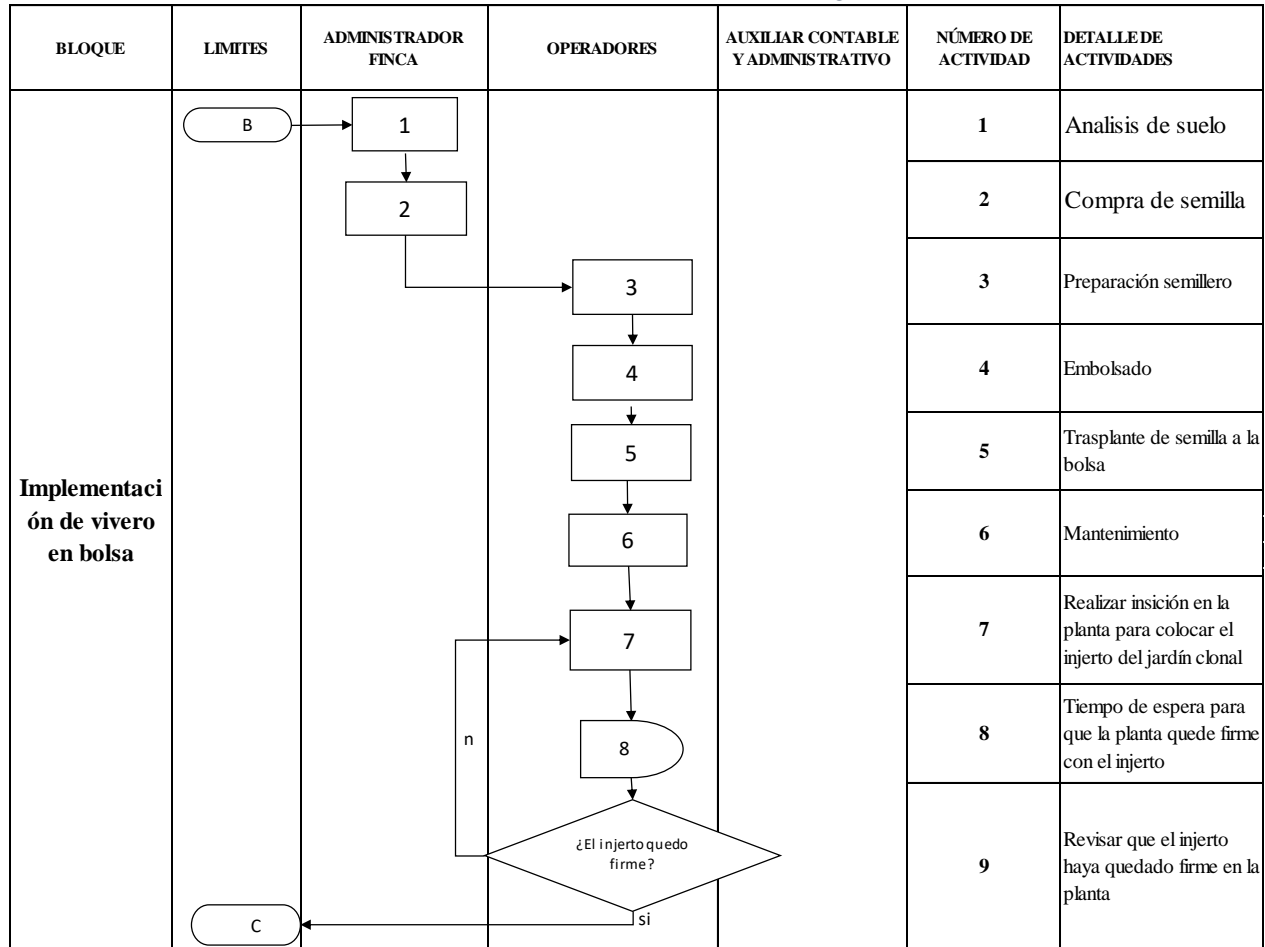 BLOQUE
LIMITES
ADMINISTRADOR
FINCA
OPERADORES
AUXILIAR CONTABLE
Y ADMINISTRATIVO
NÚMERO DE
ACTIVIDAD
DETALLE DE
ACTIVIDADES
Implementaci
ón de vivero
en bolsa
B
1
2
3
4
5
6
7
8
n
¿El injerto quedo
firme?
si
C
1
Analisis de suelo
2
Compra de semilla
3
Preparación semillero
4
Embolsado
5
Trasplante de semilla a la
bolsa
6
Mantenimiento
7
Realizar insición en la
planta para colocar el
injerto del jardín clonal
8
Tiempo de espera para
que la planta quede firme
con el injerto
9
Revisar que el injerto
haya quedado firme en la
planta